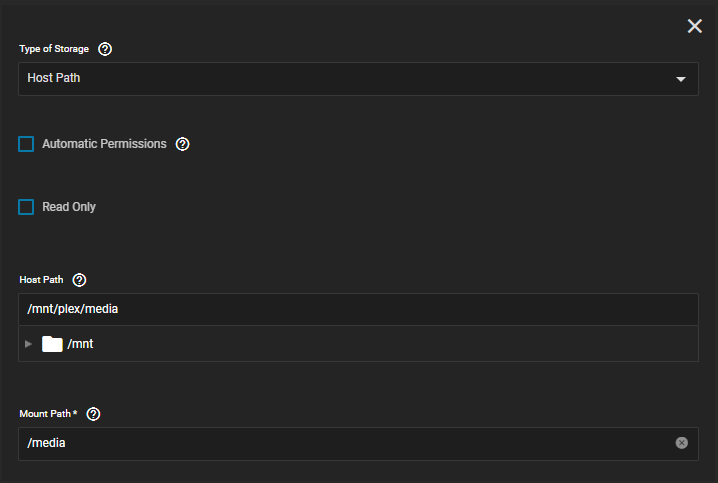 Type of Storage
Host Path
Automatic Permissions
Read Only
Host Path
/mnt/plex/media
/mnt
Mount Path *
/media